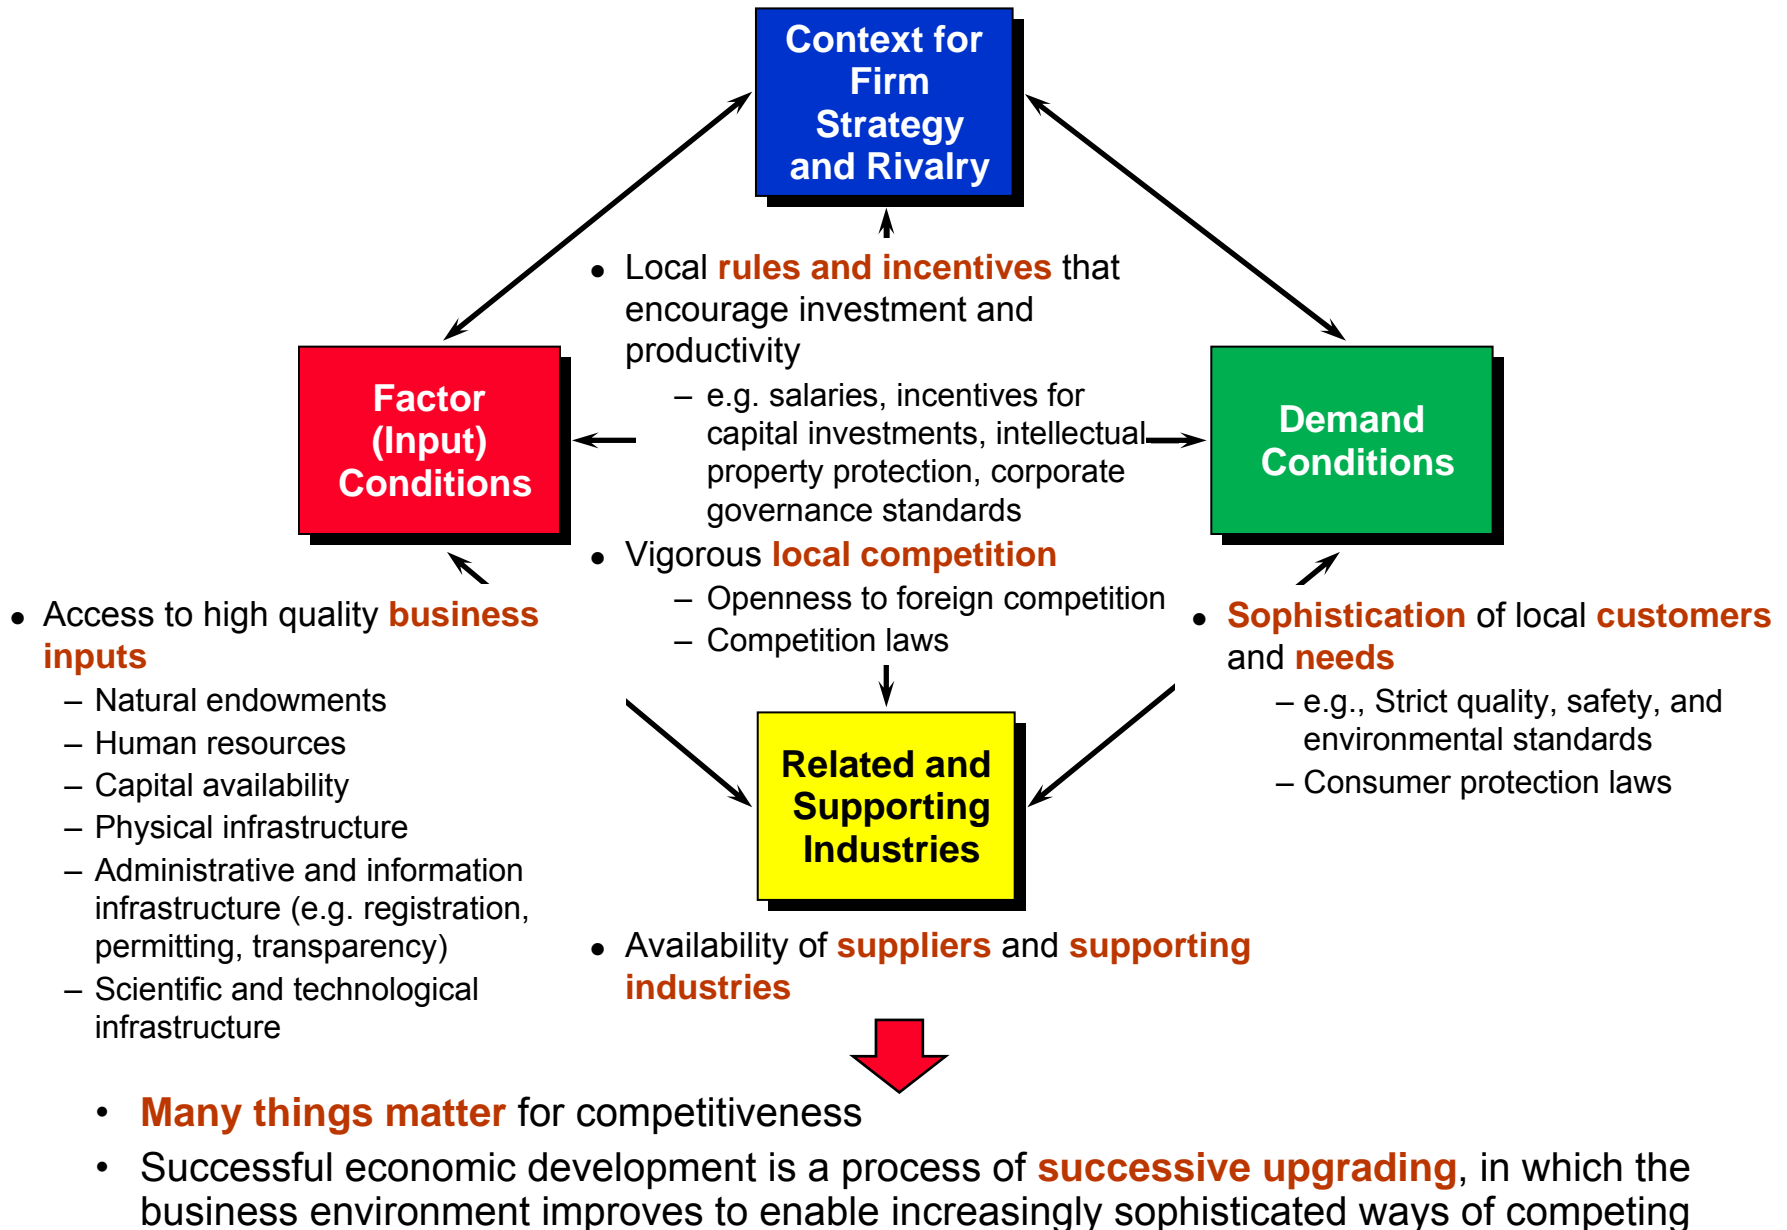 Context for
Firm
Strategy
and Rivalry
• Local rules and incentives that
encourage investment and
productivity
– e.g. salaries, incentives for
capital investments, intellectual
property protection, corporate
governance standards
• Vigorous local competition
– Openness to foreign competition
– Competition laws
Factor
(Input)
Conditions
Demand
Conditions
• Access to high quality business
inputs
– Natural endowments
– Human resources
– Capital availability
– Physical infrastructure
– Administrative and information
infrastructure (e.g. registration,
permitting, transparency)
– Scientific and technological
infrastructure
• Sophistication of local customers
and needs
– e.g., Strict quality, safety, and
environmental standards
– Consumer protection laws
Related and
Supporting
Industries
• Availability of suppliers and supporting
industries
• Many things matter for competitiveness
• Successful economic development is a process of successive upgrading, in which the
business environment improves to enable increasingly sophisticated ways of competing